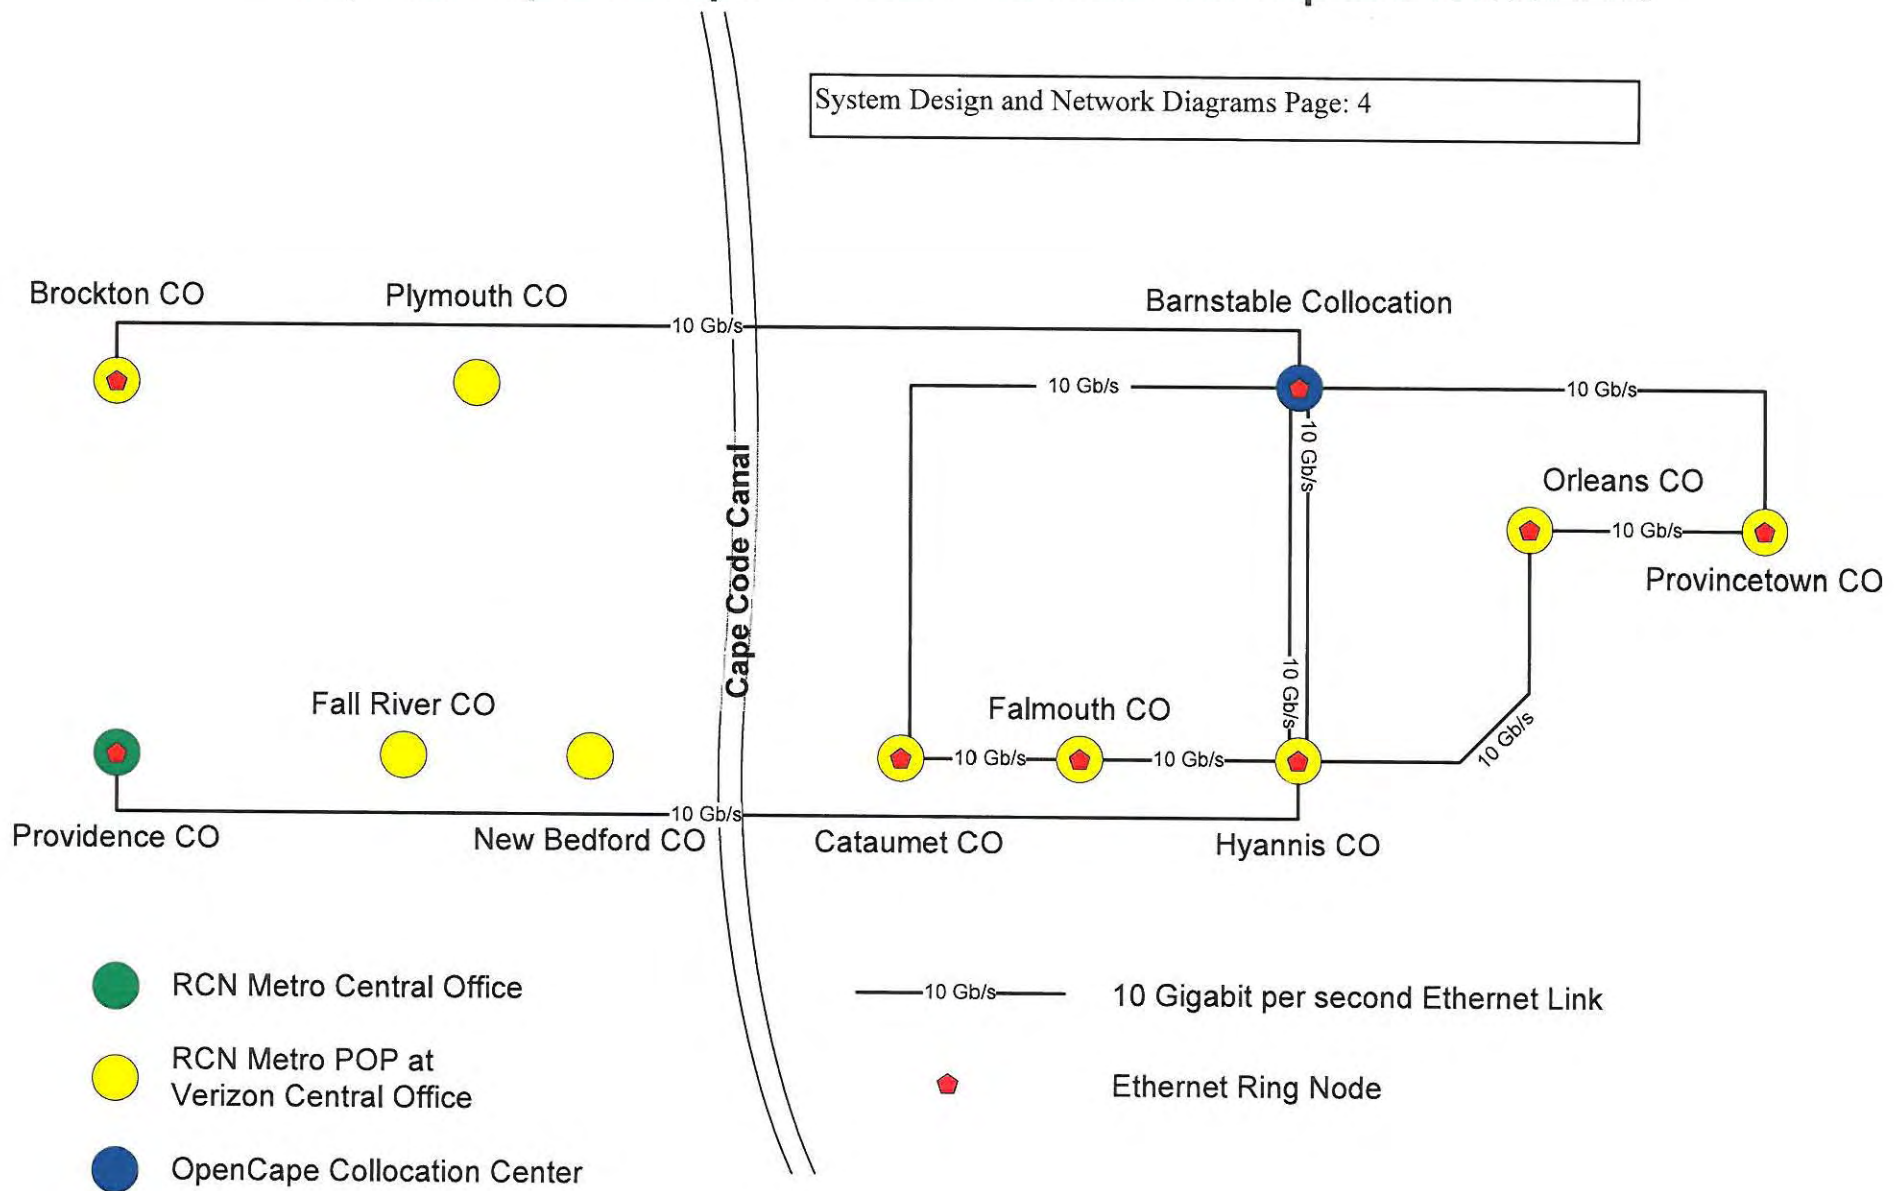 System Design and Network Diagrams Page: 4
Brockton CO
Plymouth CO
Barnstable Collocation
10 Gb/s
10 Gb/s
10 Gb/s
10 Gb/s
Orleans CO
10 Gb/s
Provincetown CO
Cape Code Canal
Fall River CO
Falmouth CO
10 Gb/s
10 Gb/s
10 Gb/s
10 Gb/s
10 Gb/s
Providence CO
New Bedford CO
Cataumet CO
Hyannis CO
RCN Metro Central Office
10 Gb/s
10 Gigabit per second Ethernet Link
RCN Metro POP at
Verizon Central Office
Ethernet Ring Node
OpenCape Collocation Center